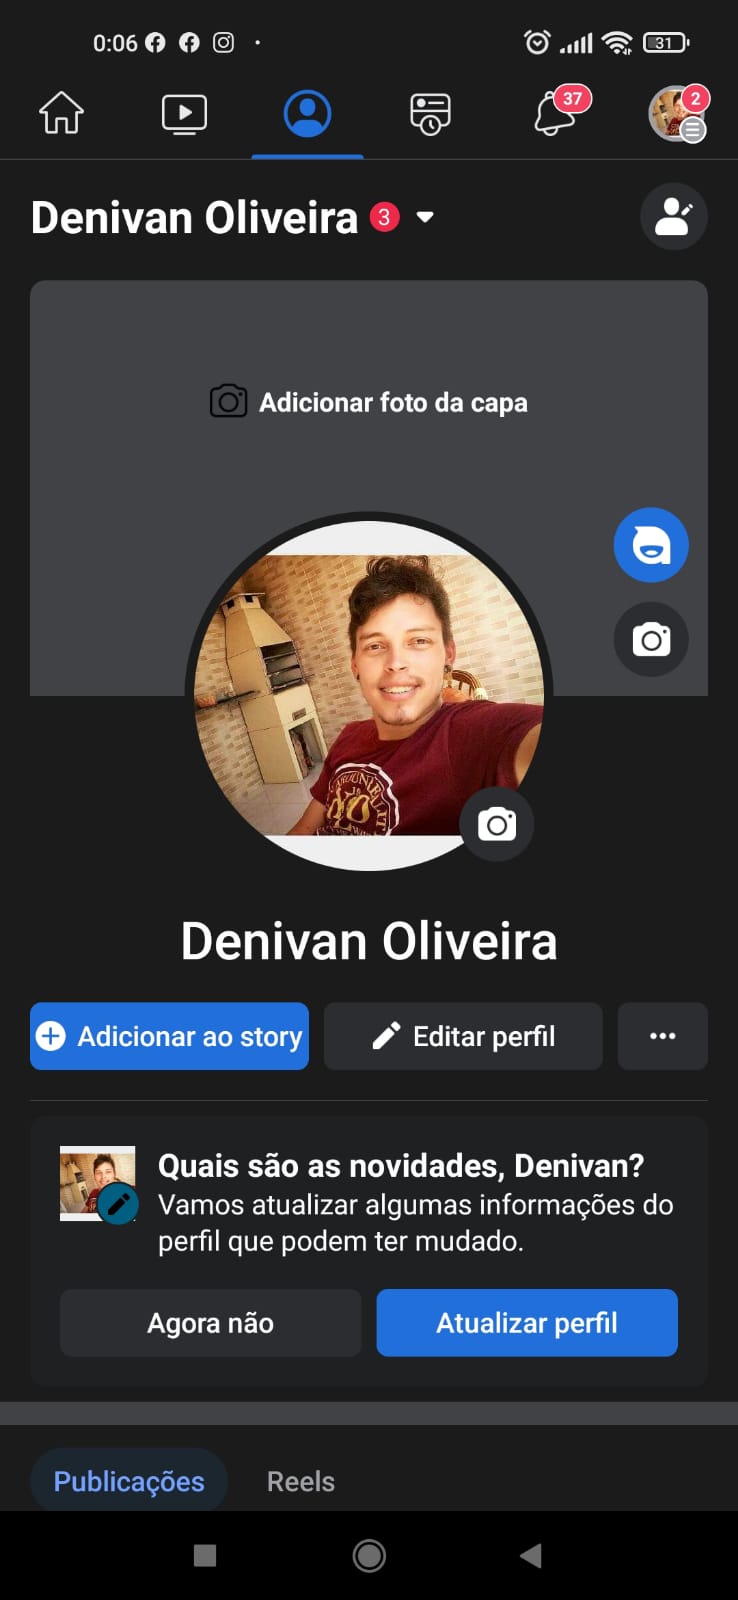 0:06
31
37
2
Denivan Oliveira 3
Adicionar foto da capa
Denivan Oliveira
Adicionar ao story
Editar perfil
Quais são as novidades, Denivan?
Vamos atualizar algumas informações do
perfil que podem ter mudado.
Agora não
Atualizar perfil
Publicações
Reels